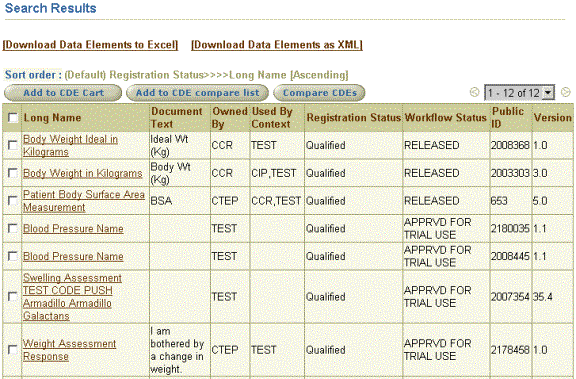 Search Results
[Download Data Elements to Excel] [Download Data Elements as XML]
Sort order : (Default) Registration Status>>>>Long Name [Ascending]
Add to CDE Cart Add to CDE compare list Compare CDEs 1 - 12 of 12
Long Name Document Text Owned By Used By Context Registration Status Workflow Status Public ID Version
Body Weight Ideal in Kilograms Ideal Wt (Kg) CCR TEST Qualified RELEASED 2008368 1.0
Body Weight in Kilograms Body Wt (Kg) CCR CIP,TEST Qualified RELEASED 2003303 3.0
Patient Body Surface Area Measurement BSA CTEP CCR,TEST Qualified RELEASED 653 5.0
Blood Pressure Name TEST Qualified APPRVD FOR TRIAL USE 2180035 1.1
Blood Pressure Name TEST Qualified APPRVD FOR TRIAL USE 2008445 1.1
Swelling Assessment TEST CODE PUSH Armadillo Armadillo Galactans TEST Qualified APPRVD FOR TRIAL USE 2007354 35.4
Weight Assessment Response I am bothered by a change in weight. CTEP TEST Qualified APPRVD FOR TRIAL USE 2178458 1.0